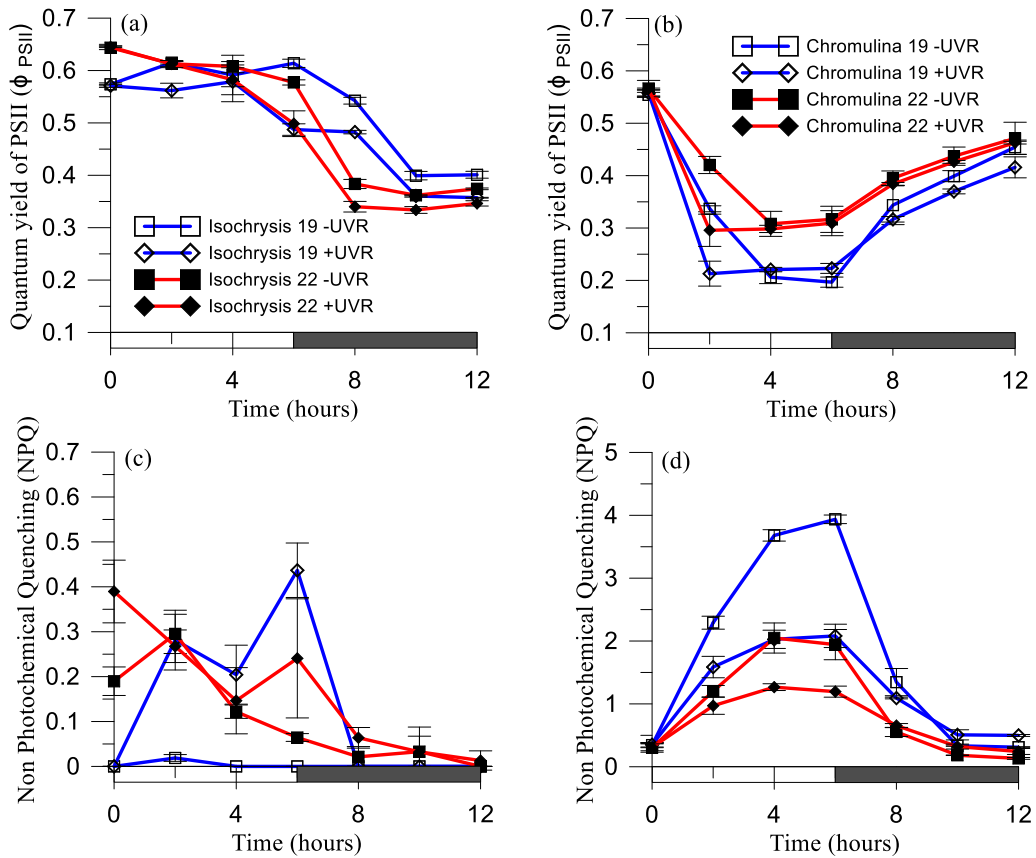 (a)
Quantum yield of PSII (ϕ PSII)
0.7
0.6
0.5
0.4
0.3
0.2
0.1
Isochrysis 19 -UVR
Isochrysis 19 +UVR
Isochrysis 22 -UVR
Isochrysis 22 +UVR
0 4 8 12
Time (hours)
(b)
Quantum yield of PSII (ϕ PSII)
0.7
0.6
0.5
0.4
0.3
0.2
0.1
Chromulina 19 -UVR
Chromulina 19 +UVR
Chromulina 22 -UVR
Chromulina 22 +UVR
0 4 8 12
Time (hours)
(c)
Non Photochemical Quenching (NPQ)
0.7
0.6
0.5
0.4
0.3
0.2
0.1
0
0 4 8 12
Time (hours)
(d)
Non Photochemical Quenching (NPQ)
5
4
3
2
1
0
0 4 8 12
Time (hours)